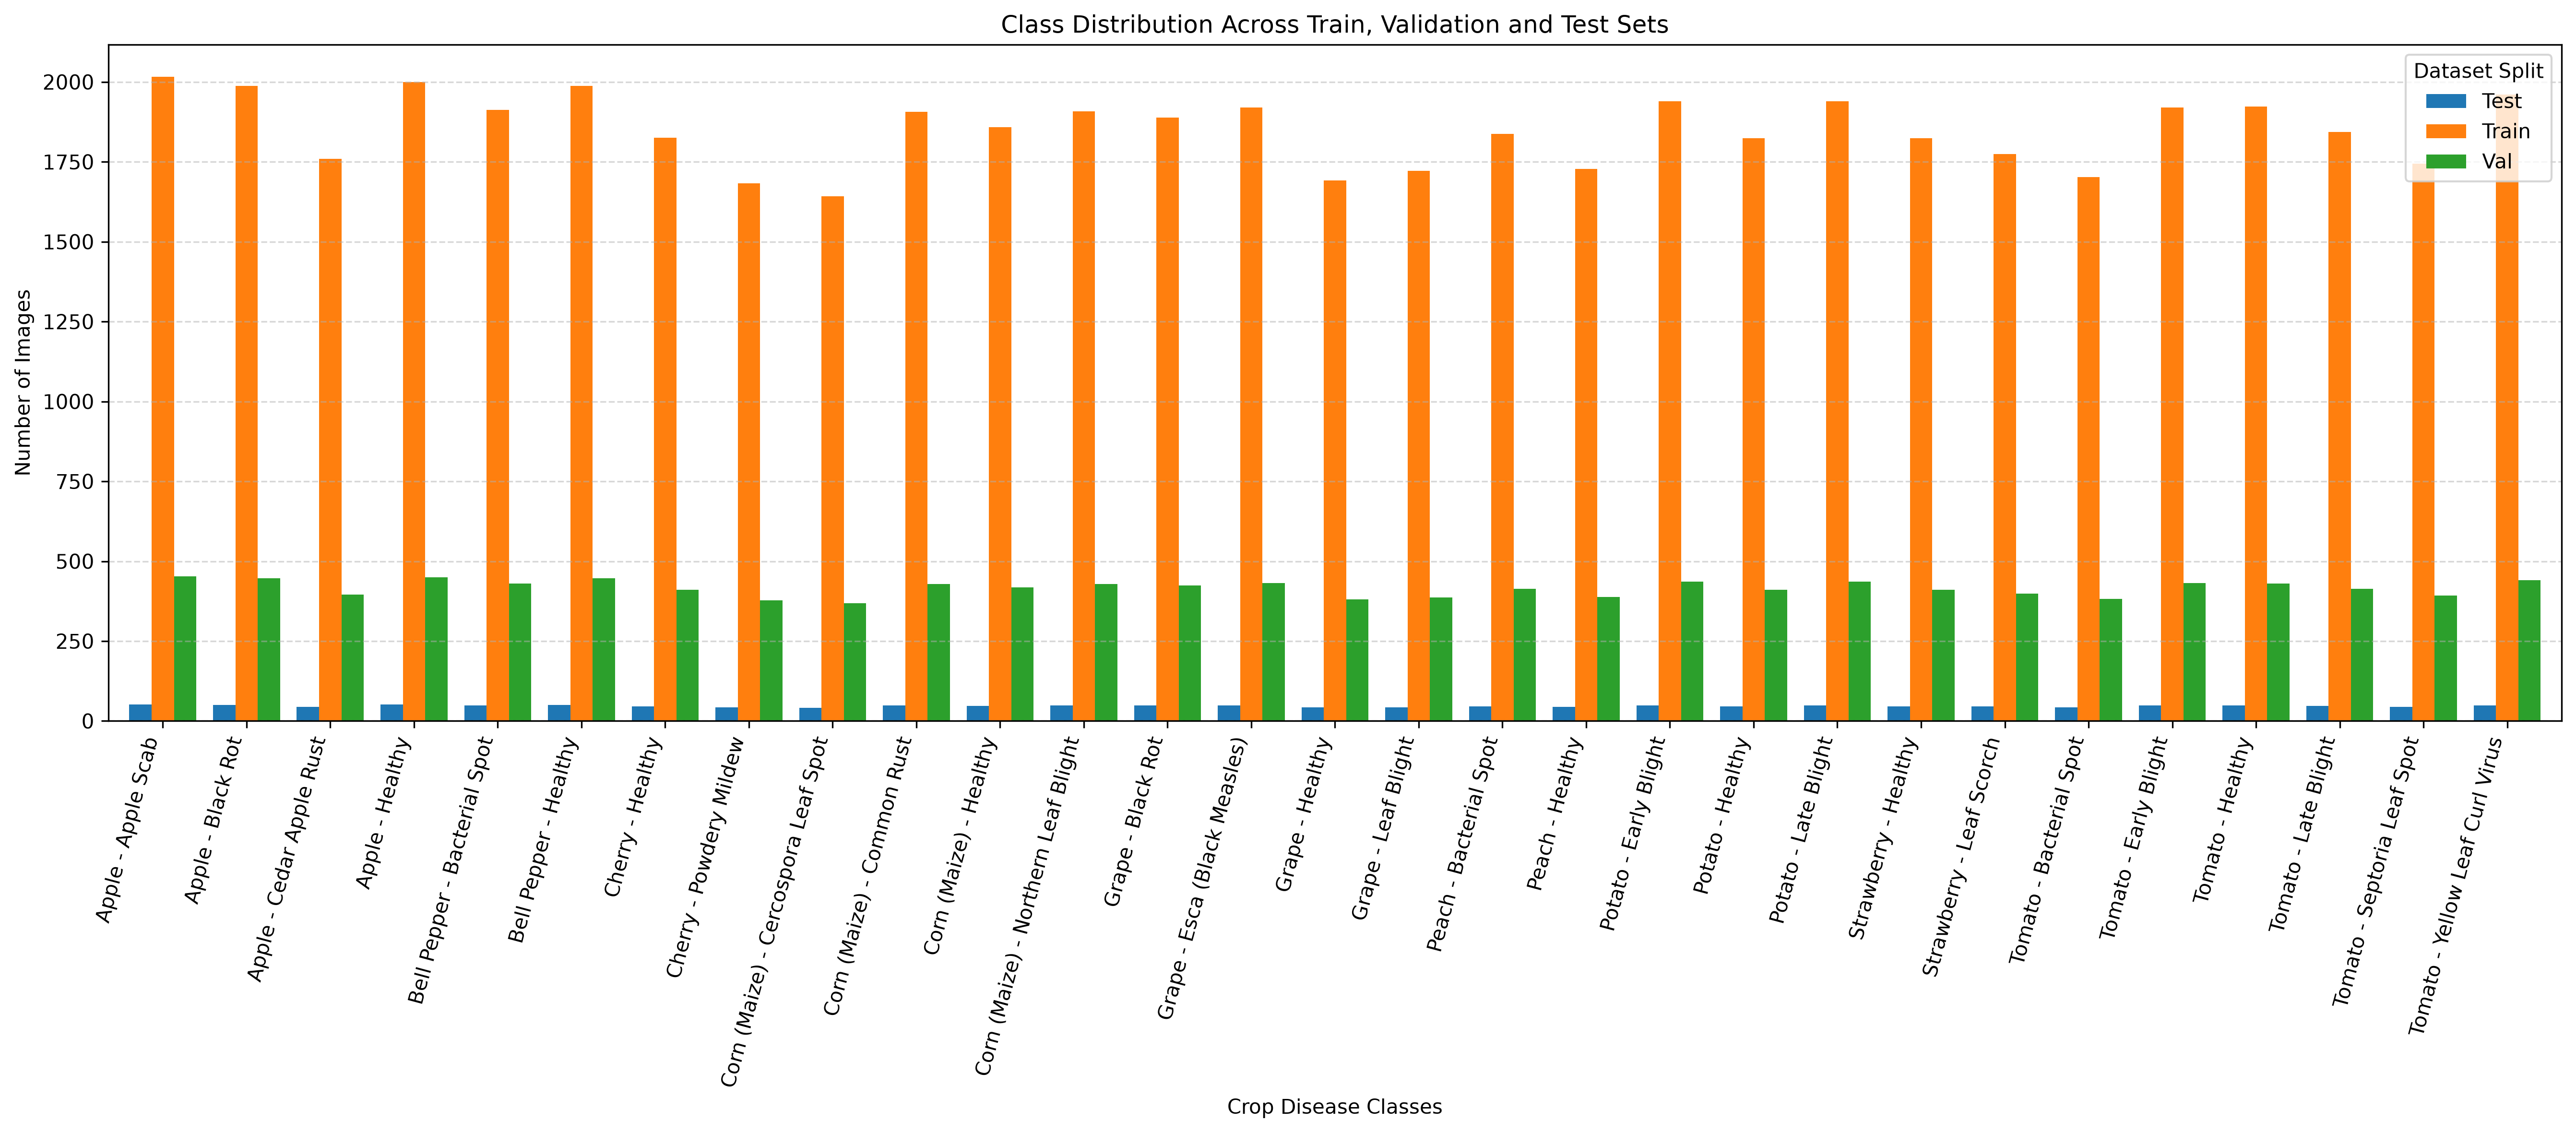 Class Distribution Across Train, Validation and Test Sets
Dataset Split
Test
Train
Val
Number of Images
2000
1750
1500
1250
1000
750
500
250
0
Apple - Apple Scab
Apple - Black Rot
Apple - Cedar Apple Rust
Apple - Healthy
Bell Pepper - Bacterial Spot
Bell Pepper - Healthy
Cherry - Healthy
Cherry - Powdery Mildew
Corn (Maize) - Cercospora Leaf Spot
Corn (Maize) - Common Rust
Corn (Maize) - Healthy
Corn (Maize) - Northern Leaf Blight
Grape - Black Rot
Grape - Esca (Black Measles)
Grape - Healthy
Grape - Leaf Blight
Peach - Bacterial Spot
Peach - Healthy
Potato - Early Blight
Potato - Healthy
Potato - Late Blight
Strawberry - Healthy
Strawberry - Leaf Scorch
Tomato - Bacterial Spot
Tomato - Early Blight
Tomato - Healthy
Tomato - Late Blight
Tomato - Septoria Leaf Spot
Tomato - Yellow Leaf Curl Virus
Crop Disease Classes